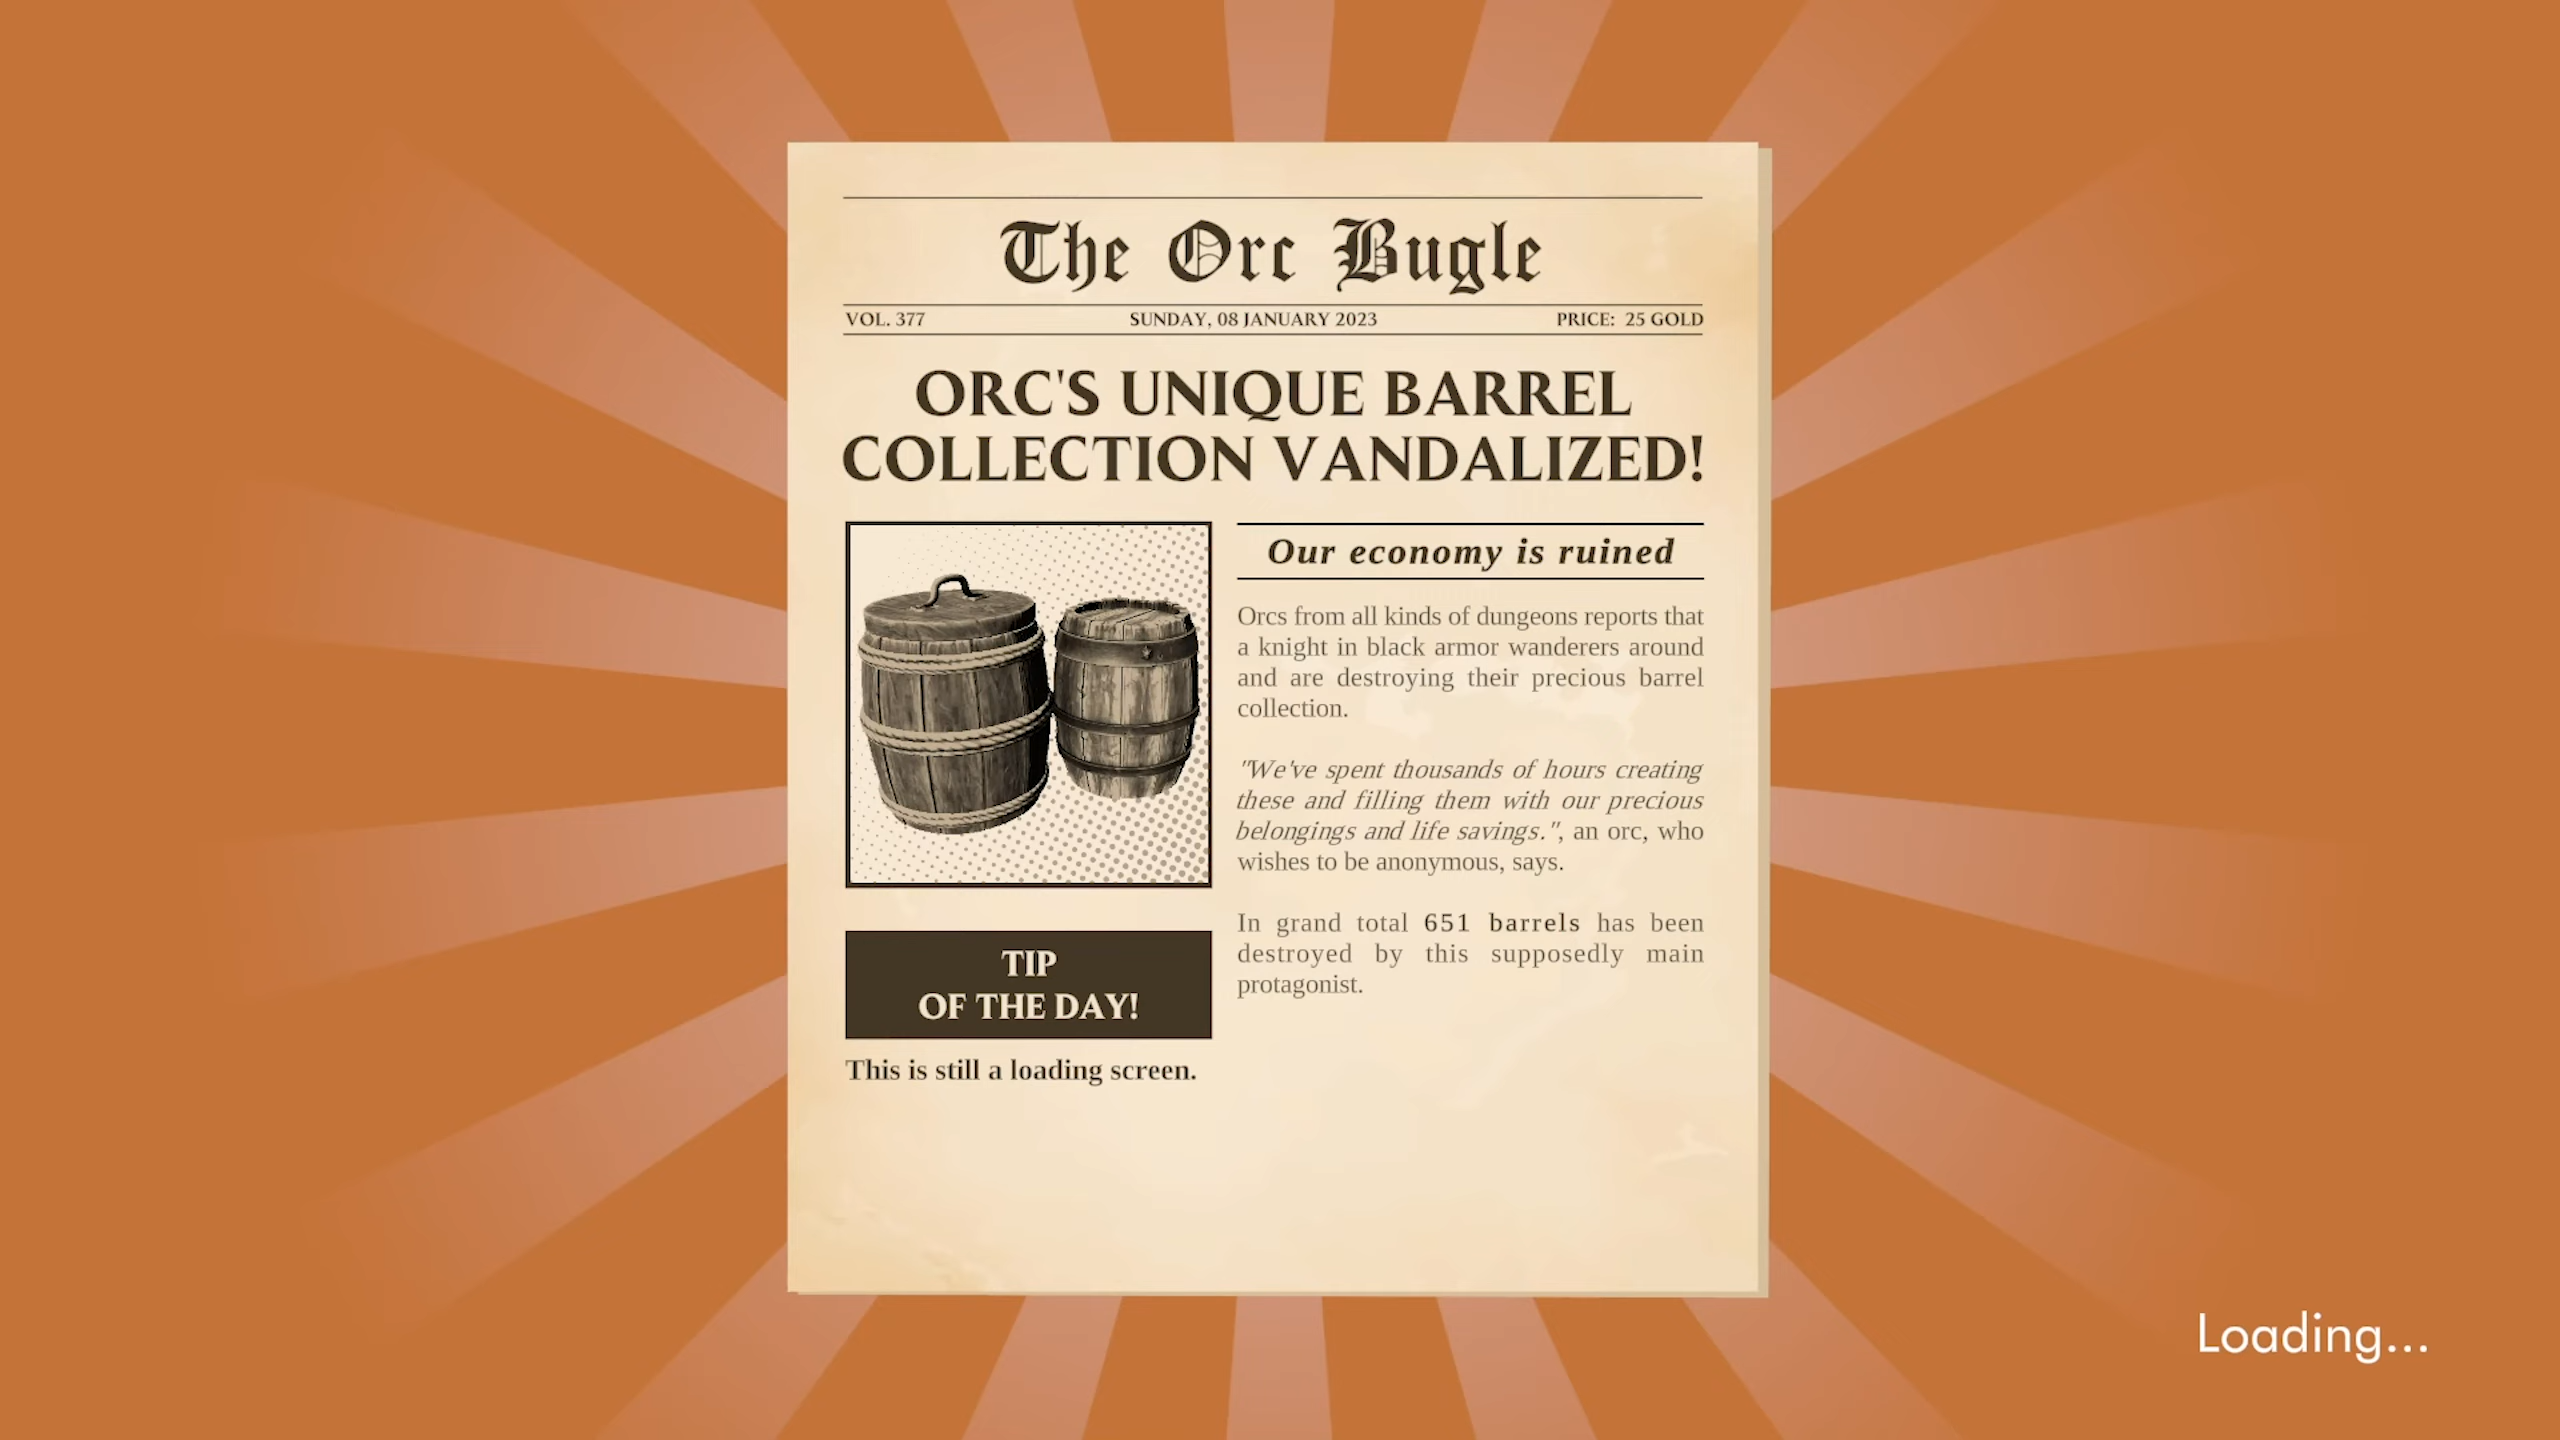 The Orc Bugle
VOL. 377
SUNDAY, 08 JANUARY 2023
PRICE: 25 GOLD
ORC'S UNIQUE BARREL
COLLECTION VANDALIZED!
Our economy is ruined
Orcs from all kinds of dungeons reports that
a knight in black armor wanderers around
and are destroying their precious barrel
collection.
"We've spent thousands of hours creating
these and filling them with our precious
belongings and life savings.", an orc, who
wishes to be anonymous, says.
In grand total 651 barrels has been
destroyed by this supposedly main
protagonist.
TIP
OF THE DAY!
This is still a loading screen.
Loading...